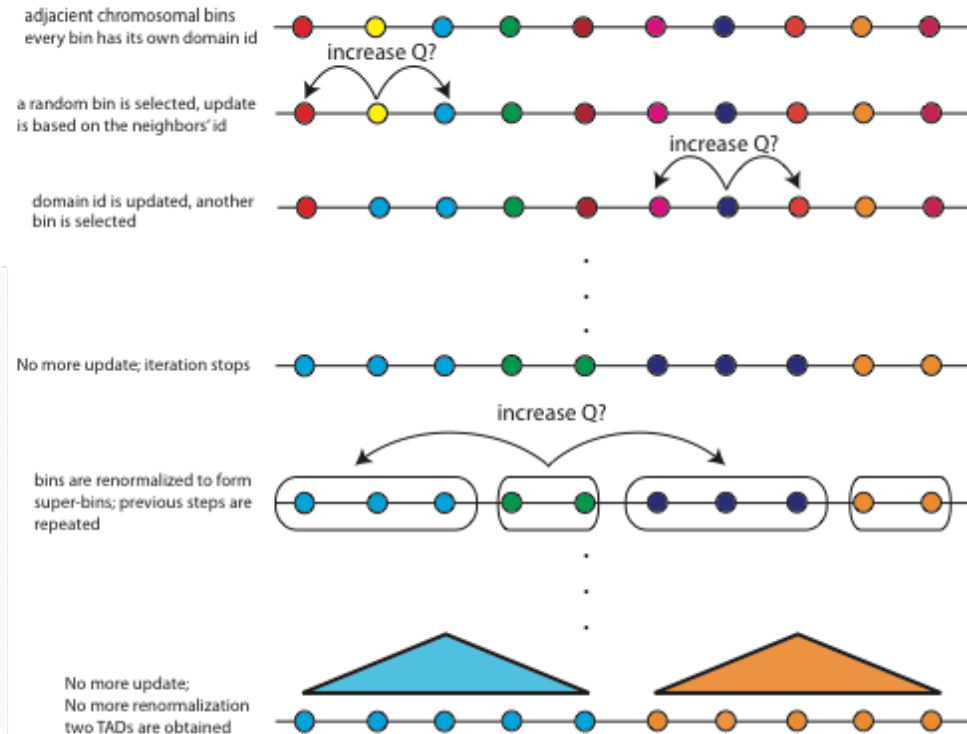 adjacient chromosomal bins
every bin has its own domain id
increase Q?
a random bin is selected, update
is based on the neighbors' id
increase Q?
domain id is updated, another
bin is selected
No more update; iteration stops
increase Q?
bins are renormalized to form
super-bins; previous steps are
repeated
No more update;
No more renormalization
two TADs are obtained